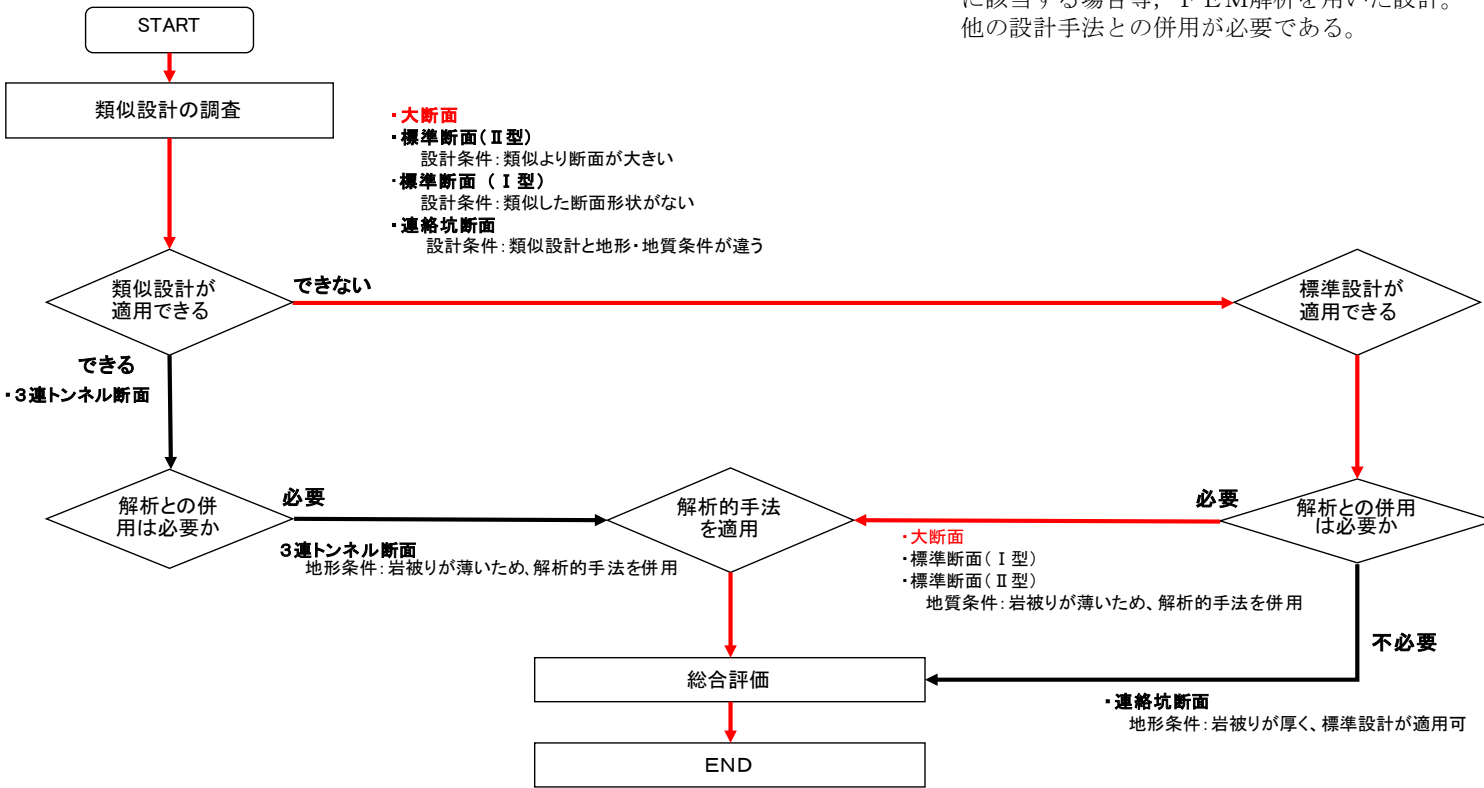 に該当する場合等，ＦＥＭ解析を用いた設計。
他の設計手法との併用が必要である。
START
類似設計の調査
・大断面
・標準断面(Ⅱ型)
設計条件:類似より断面が大きい
・標準断面 (Ⅰ型)
設計条件:類似した断面形状がない
・連絡坑断面
設計条件:類似設計と地形・地質条件が違う
類似設計が
適用できる
できない
標準設計が
適用できる
できる
・３連トンネル断面
解析との併
用は必要か
必要
３連トンネル断面
地形条件:岩被りが薄いため、解析的手法を併用
解析的手法
を適用
必要
解析との併用
は必要か
・大断面
・標準断面(Ⅰ型)
・標準断面(Ⅱ型)
地質条件:岩被りが薄いため、解析的手法を併用
不必要
総合評価
・連絡坑断面
地形条件:岩被りが厚く、標準設計が適用可
END